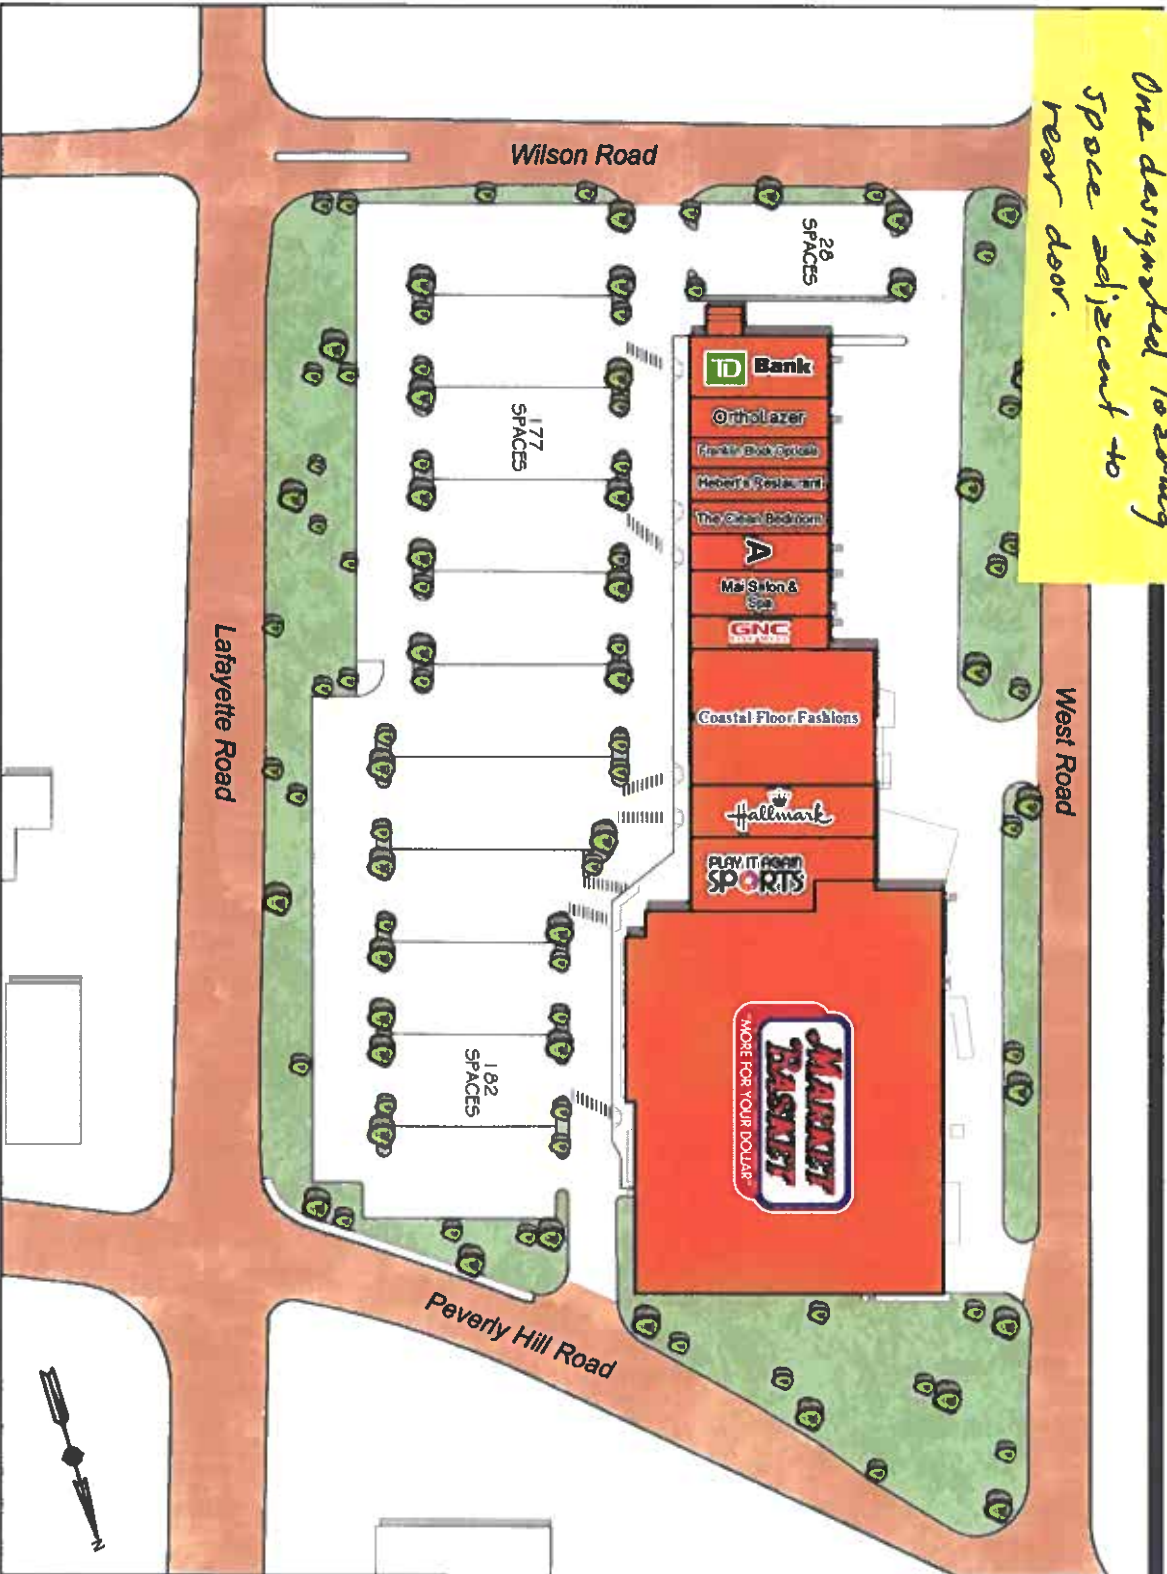 One designated loading
space adjacent to
rear door.
Wilson Road
28
SPACES
TD Bank
OrthoLazer
Franklin Block Opticals
Hebert's Restaurant
The Clean Bedroom
A
Mai Salon &
Spa
GNC
LIVE WELL
Coastal Floor Fashions
Hallmark
PLAY IT AGAIN
SPORTS
MARKET
BASKET
"MORE FOR YOUR DOLLAR"
177
SPACES
182
SPACES
Lafayette Road
West Road
Peverly Hill Road
N